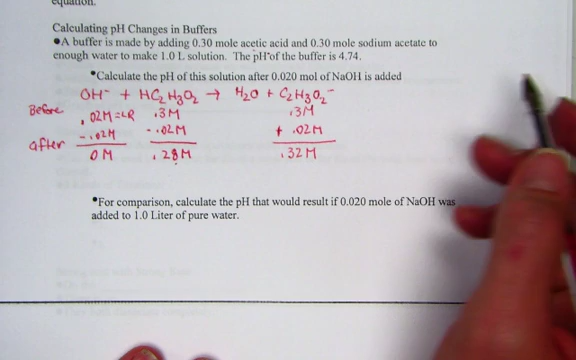 equation.
Calculating pH Changes in Buffers
•A buffer is made by adding 0.30 mole acetic acid and 0.30 mole sodium acetate to
enough water to make 1.0 L solution. The pH of the buffer is 4.74.
•Calculate the pH of this solution after 0.020 mol of NaOH is added
OH⁻ + HC₂H₃O₂ → H₂O + C₂H₃O₂⁻
Before .02M=LR .3M .3M
-.02M -.02M + .02M
after 0 M .28M .32M
•For comparison, calculate the pH that would result if 0.020 mole of NaOH was
added to 1.0 Liter of pure water.